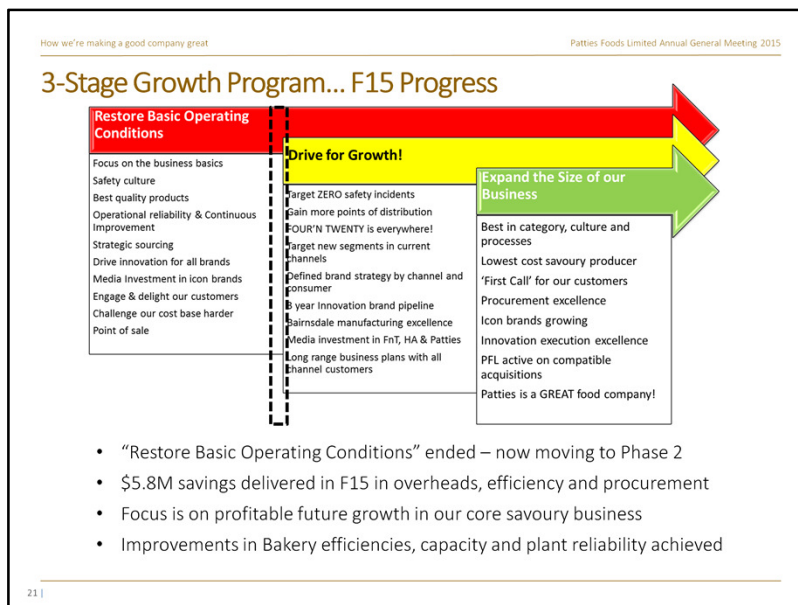 How we're making a good company great
Patties Foods Limited Annual General Meeting 2015
3-Stage Growth Program... F15 Progress
Restore Basic Operating
Conditions
Focus on the business basics
Safety culture
Best quality products
Operational reliability & Continuous
Improvement
Strategic sourcing
Drive innovation for all brands
Media Investment in icon brands
Engage & delight our customers
Challenge our cost base harder
Point of sale
Drive for Growth!
Target ZERO safety incidents
Gain more points of distribution
FOUR'N TWENTY is everywhere!
Target new segments in current
channels
Defined brand strategy by channel and
consumer
3 year Innovation brand pipeline
Bairnsdale manufacturing excellence
Media investment in FnT, HA & Patties
Long range business plans with all
channel customers
Expand the Size of our
Business
Best in category, culture and
processes
Lowest cost savoury producer
'First Call' for our customers
Procurement excellence
Icon brands growing
Innovation execution excellence
PFL active on compatible
acquisitions
Patties is a GREAT food company!
• "Restore Basic Operating Conditions" ended – now moving to Phase 2
• $5.8M savings delivered in F15 in overheads, efficiency and procurement
• Focus is on profitable future growth in our core savoury business
• Improvements in Bakery efficiencies, capacity and plant reliability achieved
21 |